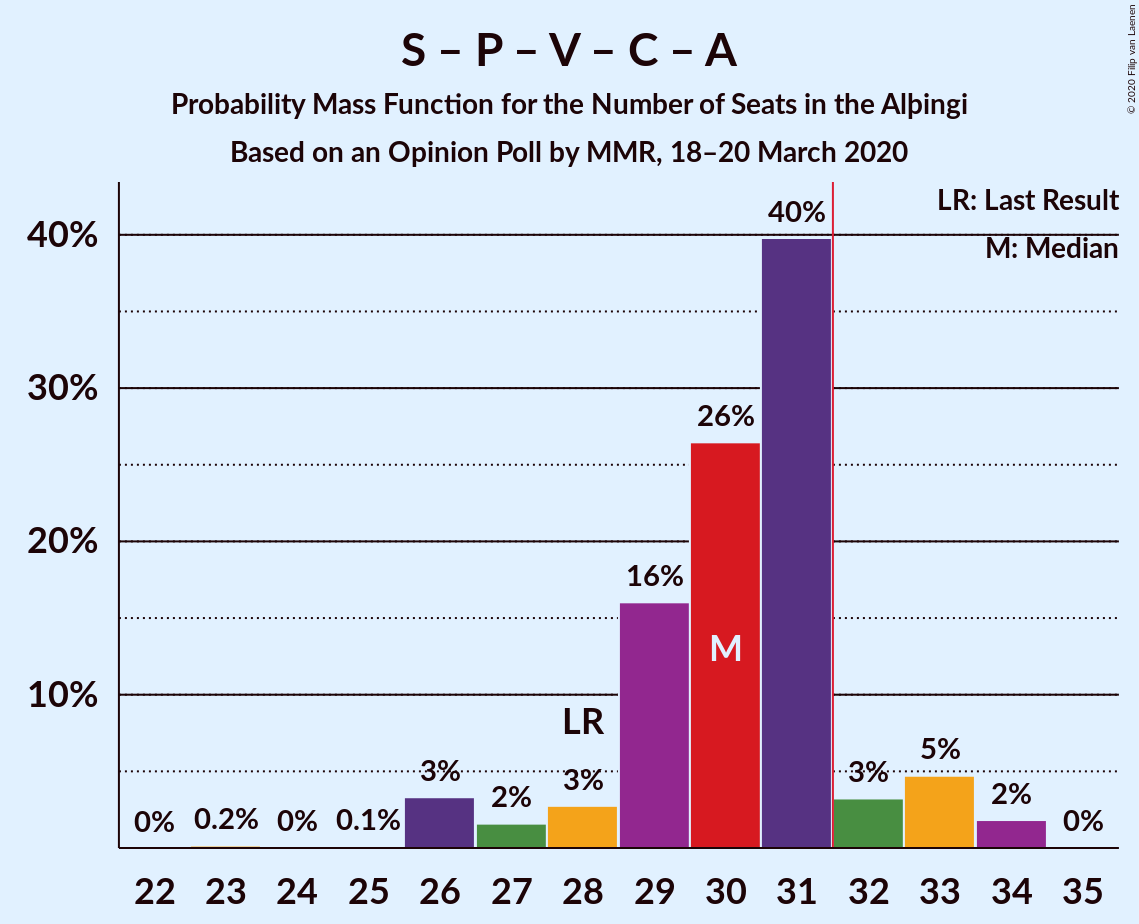 S – P – V – C – A
Probability Mass Function for the Number of Seats in the Alþingi
Based on an Opinion Poll by MMR, 18–20 March 2020
© 2020 Filip van Laenen
LR: Last Result
M: Median
40%
30%
20%
10%
0%
0.2%
0%
0.1%
3%
2%
3%
16%
26%
40%
3%
5%
2%
0%
LR
M
22 23 24 25 26 27 28 29 30 31 32 33 34 35